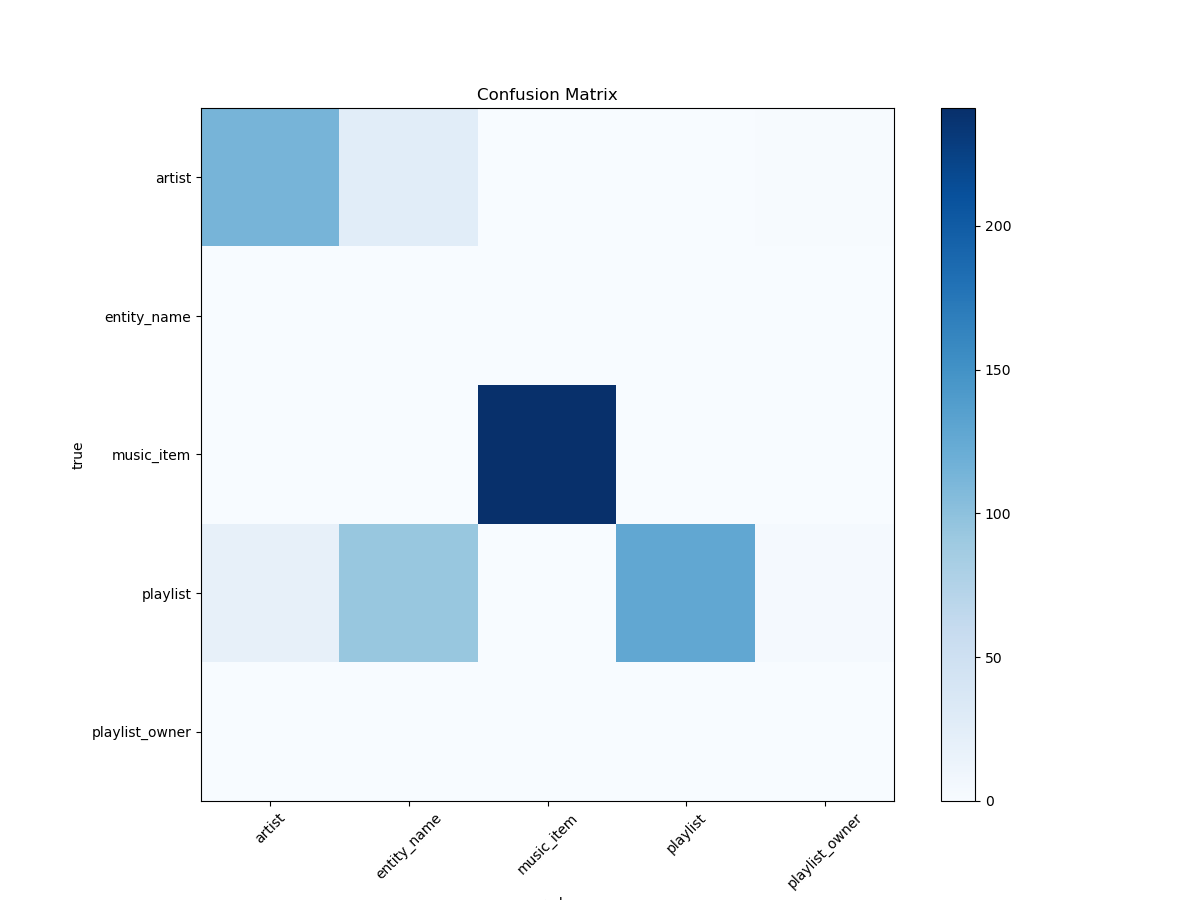 Confusion Matrix
artist
entity_name
music_item
playlist
playlist_owner
true
artist
entity_name
music_item
playlist
playlist_owner
200
150
100
50
0